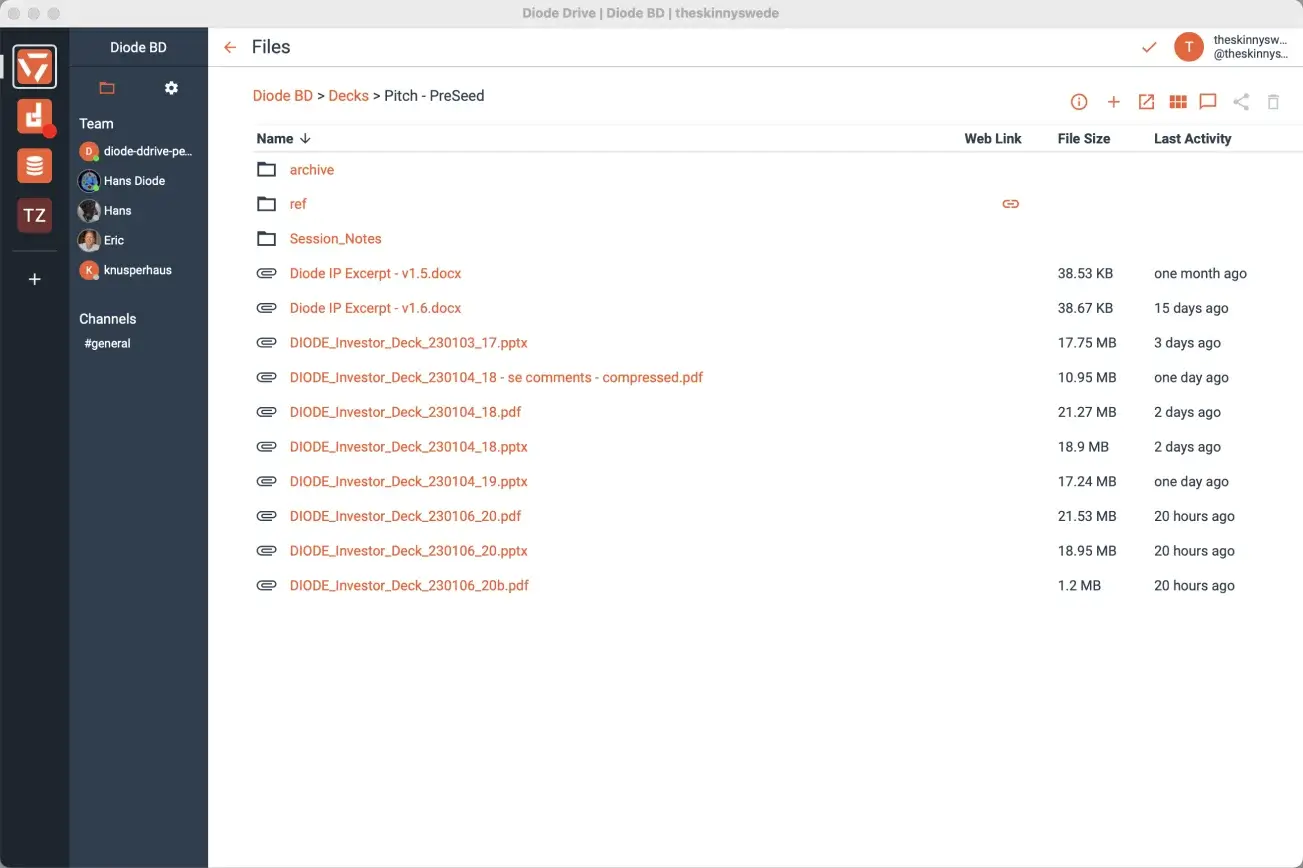 Diode Drive | Diode BD | theskinnyswede
Diode BD
Files
T
theskinnysw...
@theskinnys...
Diode BD > Decks > Pitch - PreSeed
Team
D diode-ddrive-pe...
Hans Diode
Hans
Eric
K knusperhaus
Channels
#general
TZ
+
Name ↓ Web Link File Size Last Activity
archive
ref
Session_Notes
Diode IP Excerpt - v1.5.docx 38.53 KB one month ago
Diode IP Excerpt - v1.6.docx 38.67 KB 15 days ago
DIODE_Investor_Deck_230103_17.pptx 17.75 MB 3 days ago
DIODE_Investor_Deck_230104_18 - se comments - compressed.pdf 10.95 MB one day ago
DIODE_Investor_Deck_230104_18.pdf 21.27 MB 2 days ago
DIODE_Investor_Deck_230104_18.pptx 18.9 MB 2 days ago
DIODE_Investor_Deck_230104_19.pptx 17.24 MB one day ago
DIODE_Investor_Deck_230106_20.pdf 21.53 MB 20 hours ago
DIODE_Investor_Deck_230106_20.pptx 18.95 MB 20 hours ago
DIODE_Investor_Deck_230106_20b.pdf 1.2 MB 20 hours ago